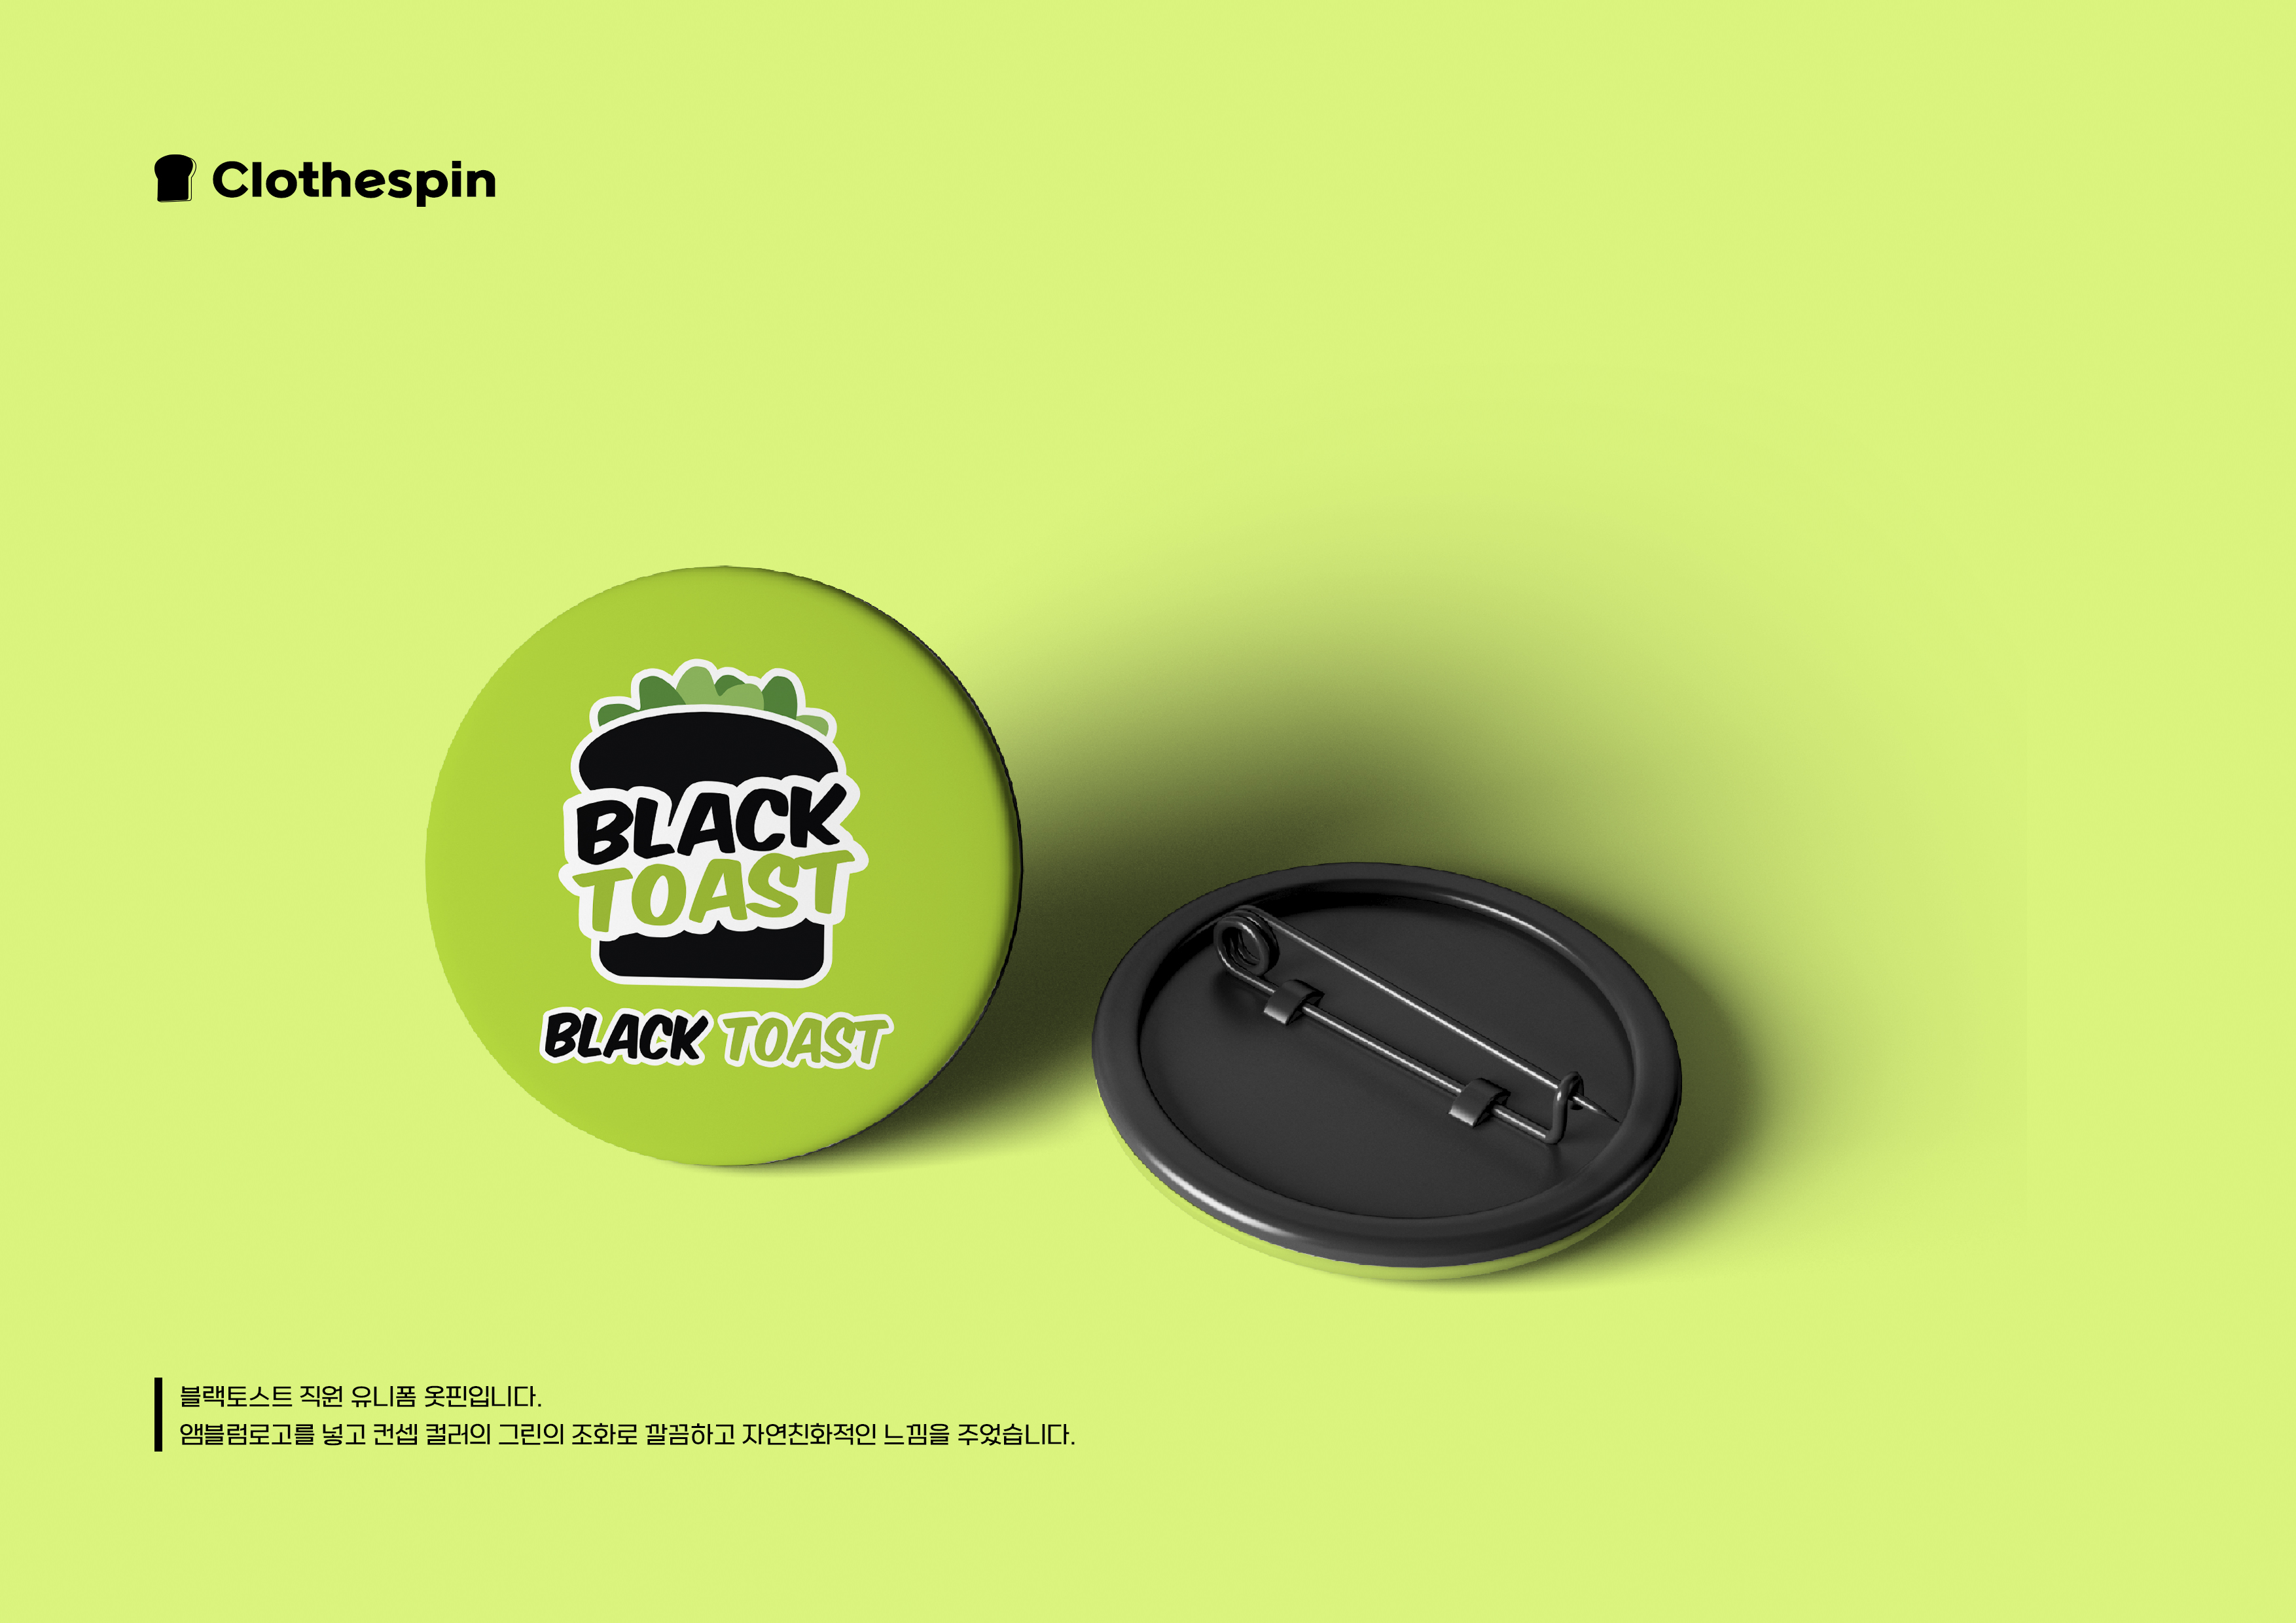 Clothespin
BLACK
TOAST
BLACK TOAST
블랙토스트 직원 유니폼 옷핀입니다.
앰블럼로고를 넣고 컨셉 컬러의 그린의 조화로 깔끔하고 자연친화적인 느낌을 주었습니다.